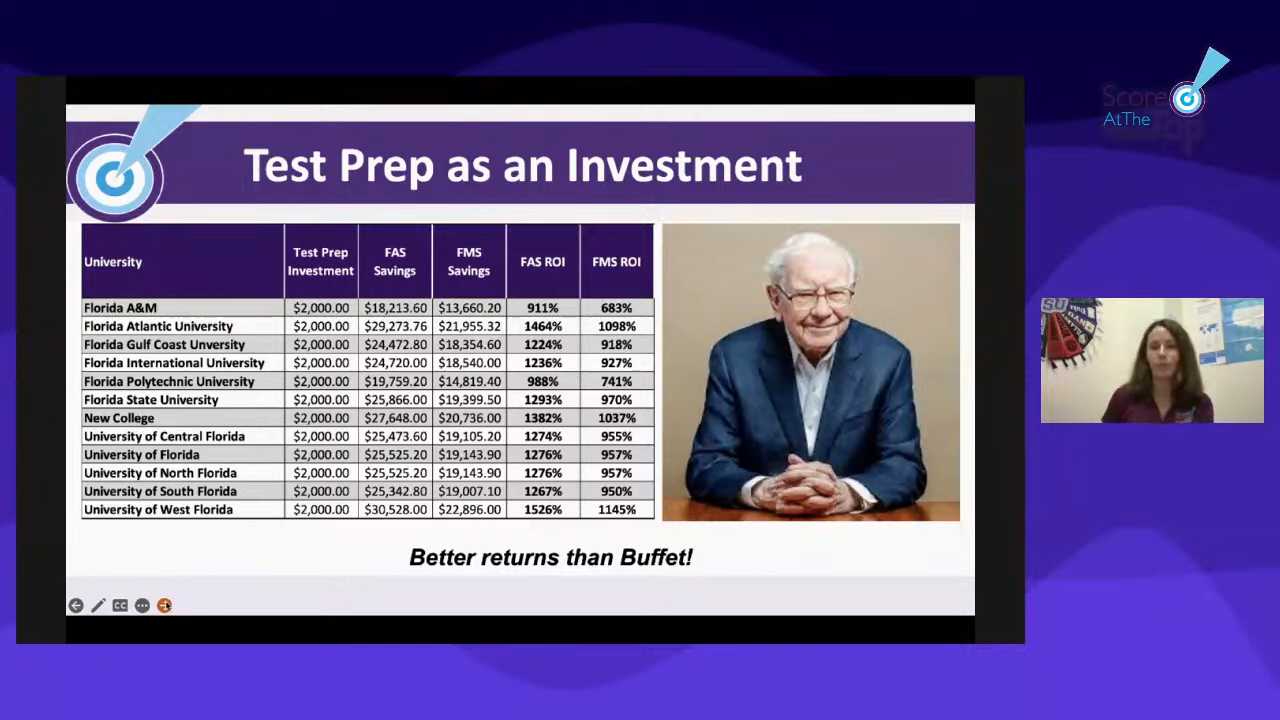 Test Prep as an Investment
University Test Prep Investment FAS Savings FMS Savings FAS ROI FMS ROI
Florida A&M $2,000.00 $18,213.60 $13,660.20 911% 683%
Florida Atlantic University $2,000.00 $29,273.76 $21,955.32 1464% 1098%
Florida Gulf Coast Unversity $2,000.00 $24,472.80 $18,354.60 1224% 918%
Florida International University $2,000.00 $24,720.00 $18,540.00 1236% 927%
Florida Polytechnic University $2,000.00 $19,759.20 $14,819.40 988% 741%
Florida State University $2,000.00 $25,866.00 $19,399.50 1293% 970%
New College $2,000.00 $27,648.00 $20,736.00 1382% 1037%
University of Central Florida $2,000.00 $25,473.60 $19,105.20 1274% 955%
University of Florida $2,000.00 $25,525.20 $19,143.90 1276% 957%
University of North Florida $2,000.00 $25,525.20 $19,143.90 1276% 957%
University of South Florida $2,000.00 $25,342.80 $19,007.10 1267% 950%
University of West Florida $2,000.00 $30,528.00 $22,896.00 1526% 1145%
Better returns than Buffet!
CC
Score
AtThe
Top